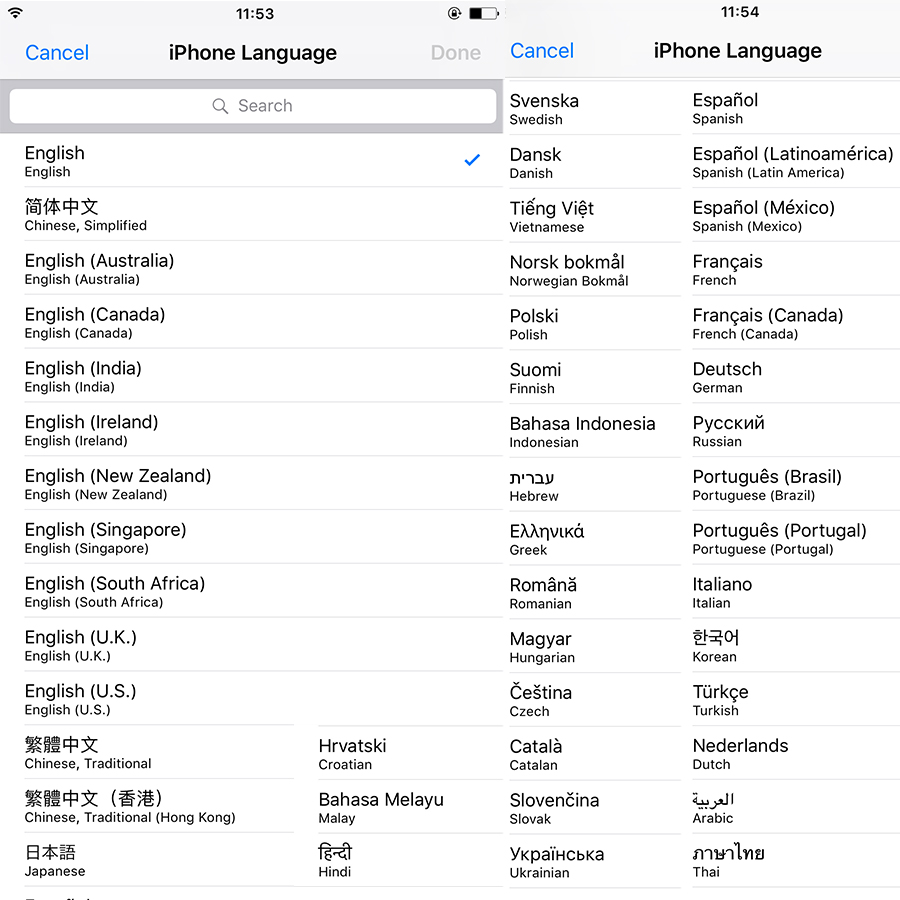 11:53
Cancel
iPhone Language
Done
Search
English
English
简体中文
Chinese, Simplified
English (Australia)
English (Australia)
English (Canada)
English (Canada)
English (India)
English (India)
English (Ireland)
English (Ireland)
English (New Zealand)
English (New Zealand)
English (Singapore)
English (Singapore)
English (South Africa)
English (South Africa)
English (U.K.)
English (U.K.)
English (U.S.)
English (U.S.)
繁體中文
Chinese, Traditional
繁體中文（香港）
Chinese, Traditional (Hong Kong)
日本語
Japanese
Hrvatski
Croatian
Bahasa Melayu
Malay
हिन्दी
Hindi
11:54
Cancel
iPhone Language
Svenska
Swedish
Dansk
Danish
Tiếng Việt
Vietnamese
Norsk bokmål
Norwegian Bokmål
Polski
Polish
Suomi
Finnish
Bahasa Indonesia
Indonesian
עברית
Hebrew
Ελληνικά
Greek
Română
Romanian
Magyar
Hungarian
Čeština
Czech
Català
Catalan
Slovenčina
Slovak
Українська
Ukrainian
Español
Spanish
Español (Latinoamérica)
Spanish (Latin America)
Español (México)
Spanish (Mexico)
Français
French
Français (Canada)
French (Canada)
Deutsch
German
Русский
Russian
Português (Brasil)
Portuguese (Brazil)
Português (Portugal)
Portuguese (Portugal)
Italiano
Italian
한국어
Korean
Türkçe
Turkish
Nederlands
Dutch
العربية
Arabic
ภาษาไทย
Thai